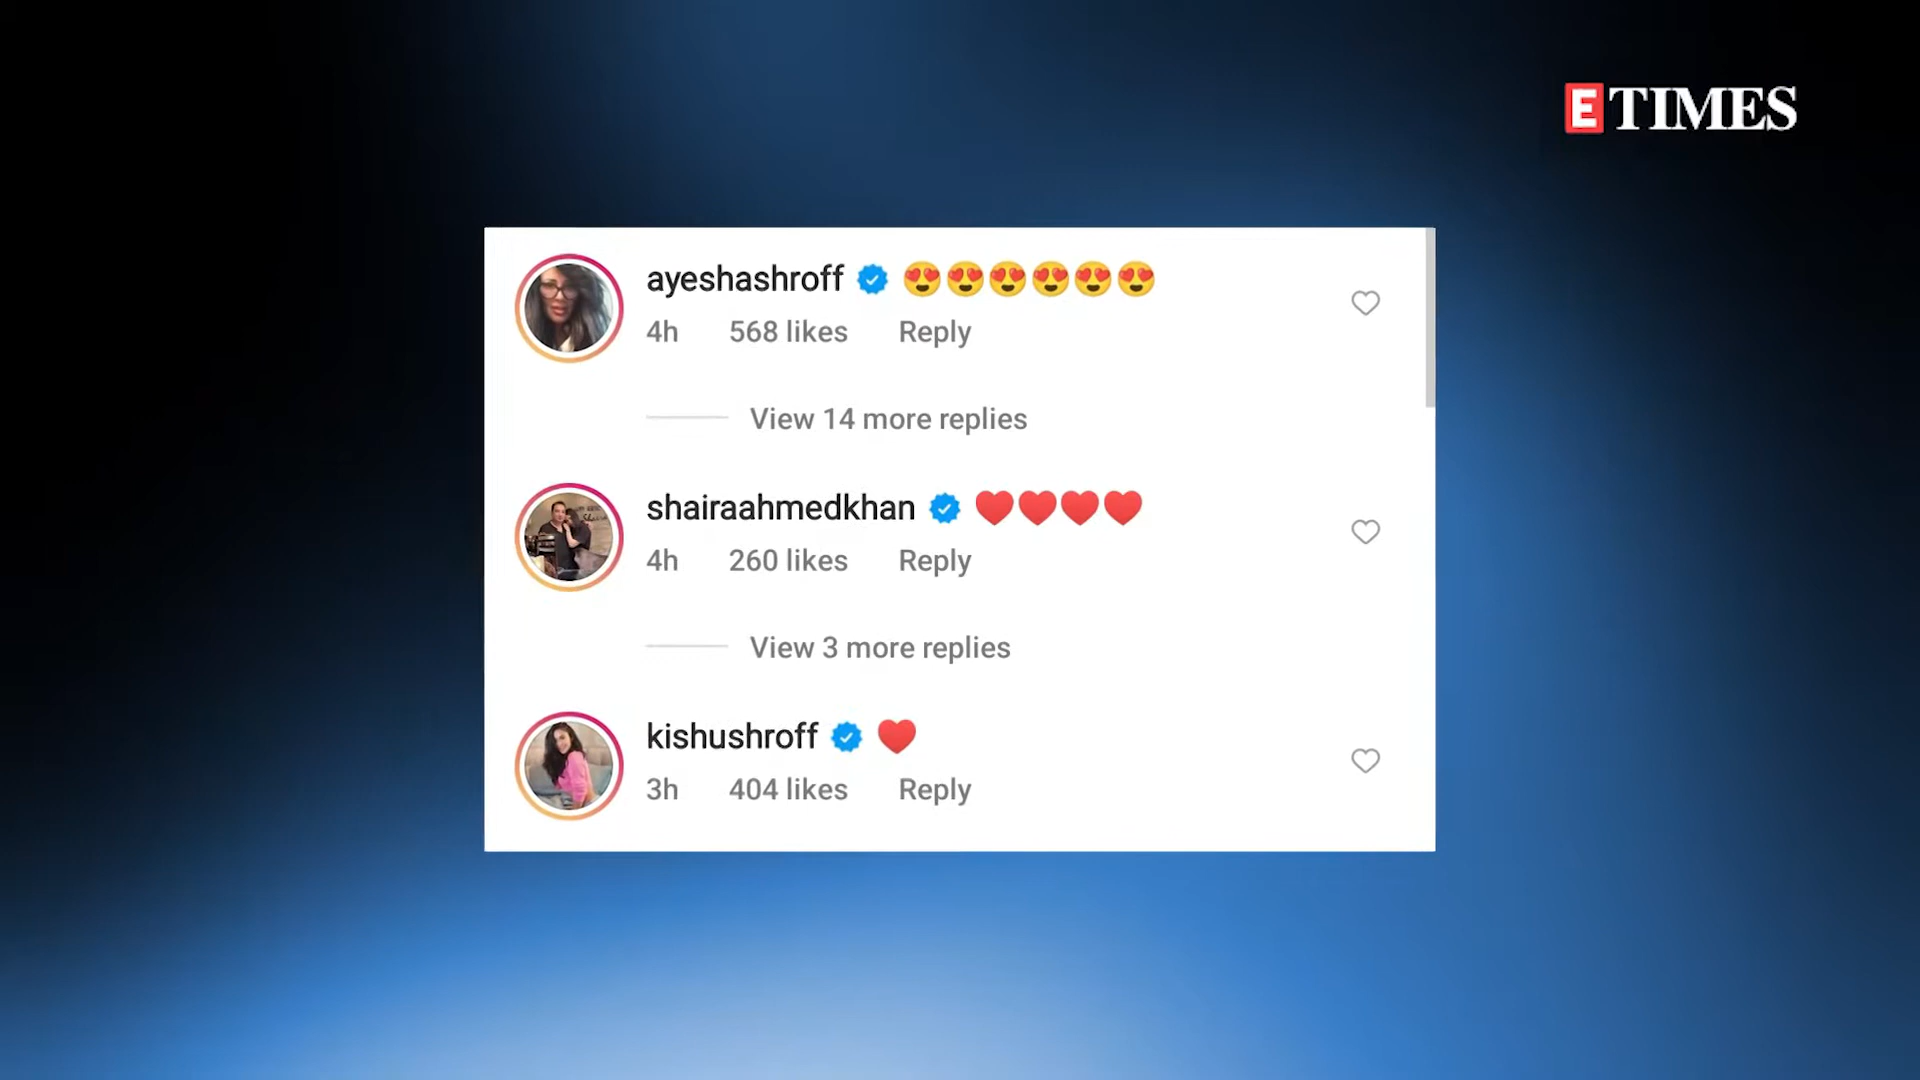 ETIMES
ayeshashroff 😍😍😍😍😍😍
4h 568 likes Reply
View 14 more replies
shairaahmedkhan ❤️❤️❤️❤️
4h 260 likes Reply
View 3 more replies
kishushroff ❤️
3h 404 likes Reply